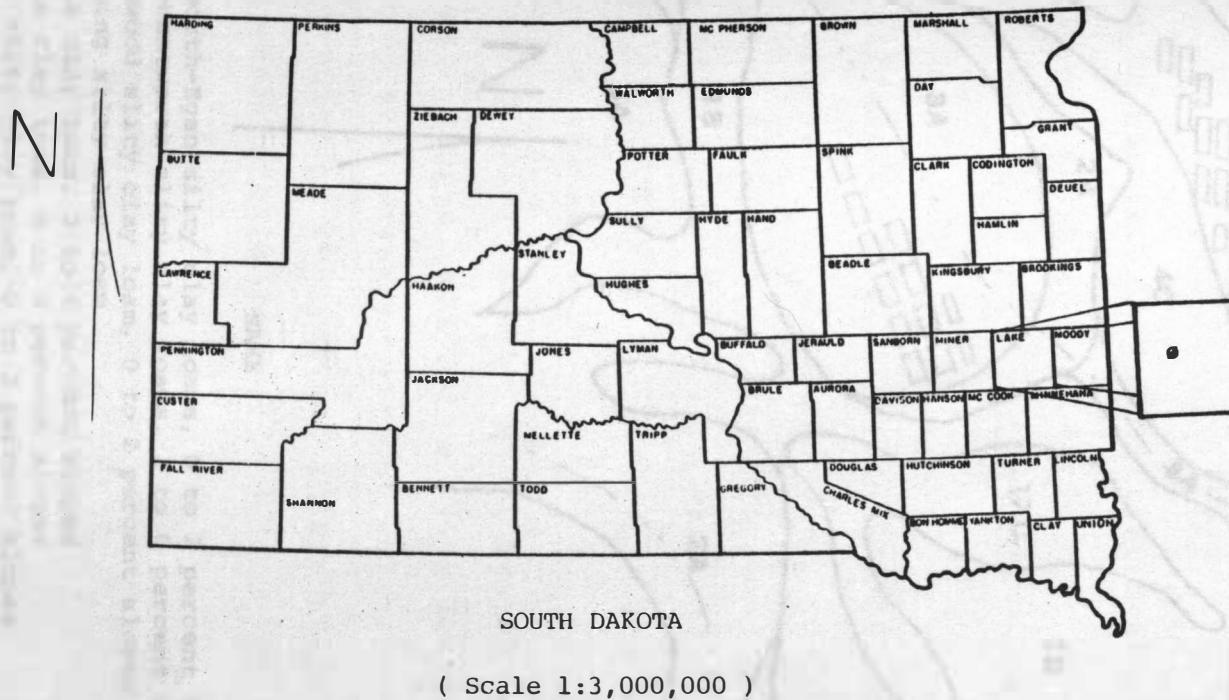 HARDING PERKINS CORSON CAMPBELL MC PHERSON BROWN MARSHALL ROBERTS
WALWORTH EDMUNDS DAY
N
ZIEBACH DEWEY GRANT
BUTTE POTTER FAULK SPINK CLARK CODINGTON
MEADE DEUEL
SULLY HYDE HAND HAMLIN
STANLEY
LAWRENCE HAAKON HUGHES BEADLE KINGSBURY BROOKINGS
PENNINGTON JONES LYMAN BUFFALO JERAULD SANBORN MINER LAKE MOODY
JACKSON BRULE AURORA
CUSTER DAVISON HANSON MC COOK MINNEHAHA
MELLETTE TRIPP
FALL RIVER DOUGLAS HUTCHINSON TURNER LINCOLN
SHANNON BENNETT TODD GREGORY CHARLES MIX
BON HOMME YANKTON CLAY UNION
SOUTH DAKOTA
( Scale 1:3,000,000 )